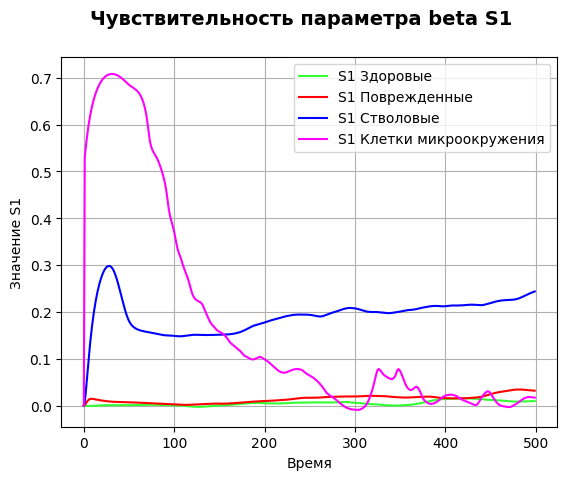 Чувствительность параметра beta S1
S1 Здоровые
S1 Поврежденные
S1 Стволовые
S1 Клетки микроокружения
Значение S1
0.7
0.6
0.5
0.4
0.3
0.2
0.1
0.0
0
100
200
300
400
500
Время